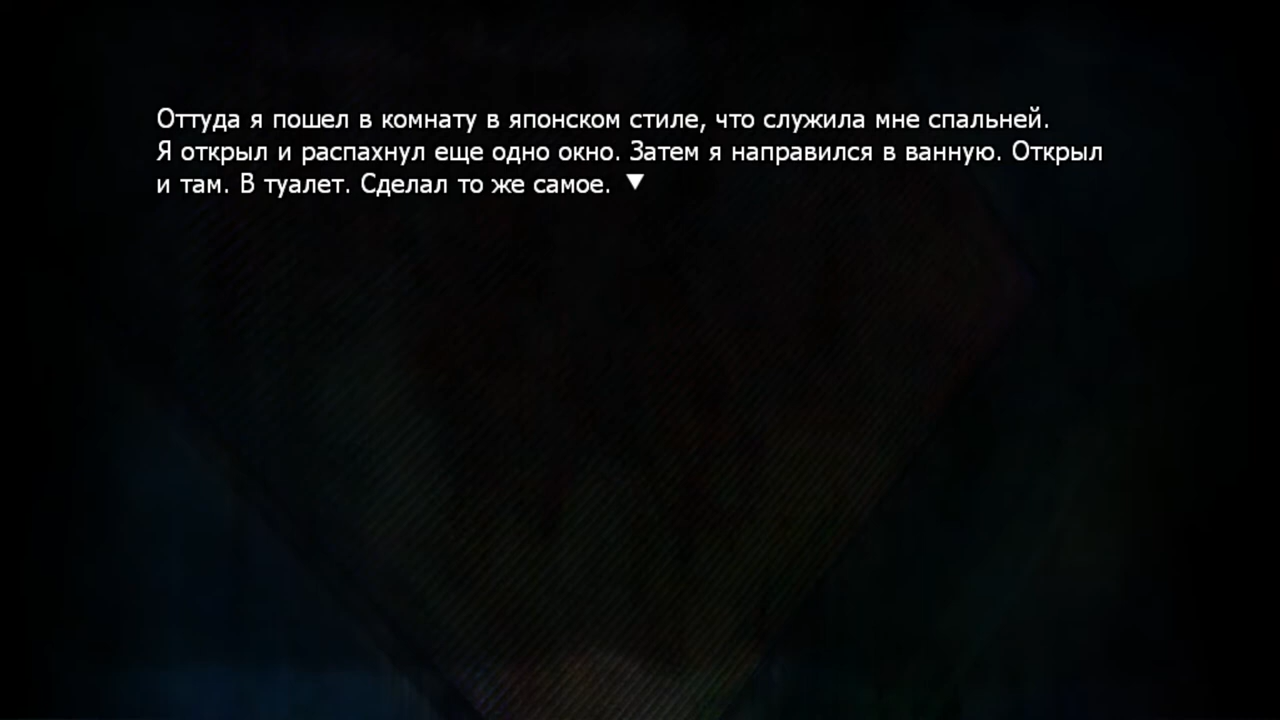 Оттуда я пошел в комнату в японском стиле, что служила мне спальней.
Я открыл и распахнул еще одно окно. Затем я направился в ванную. Открыл
и там. В туалет. Сделал то же самое. ▼